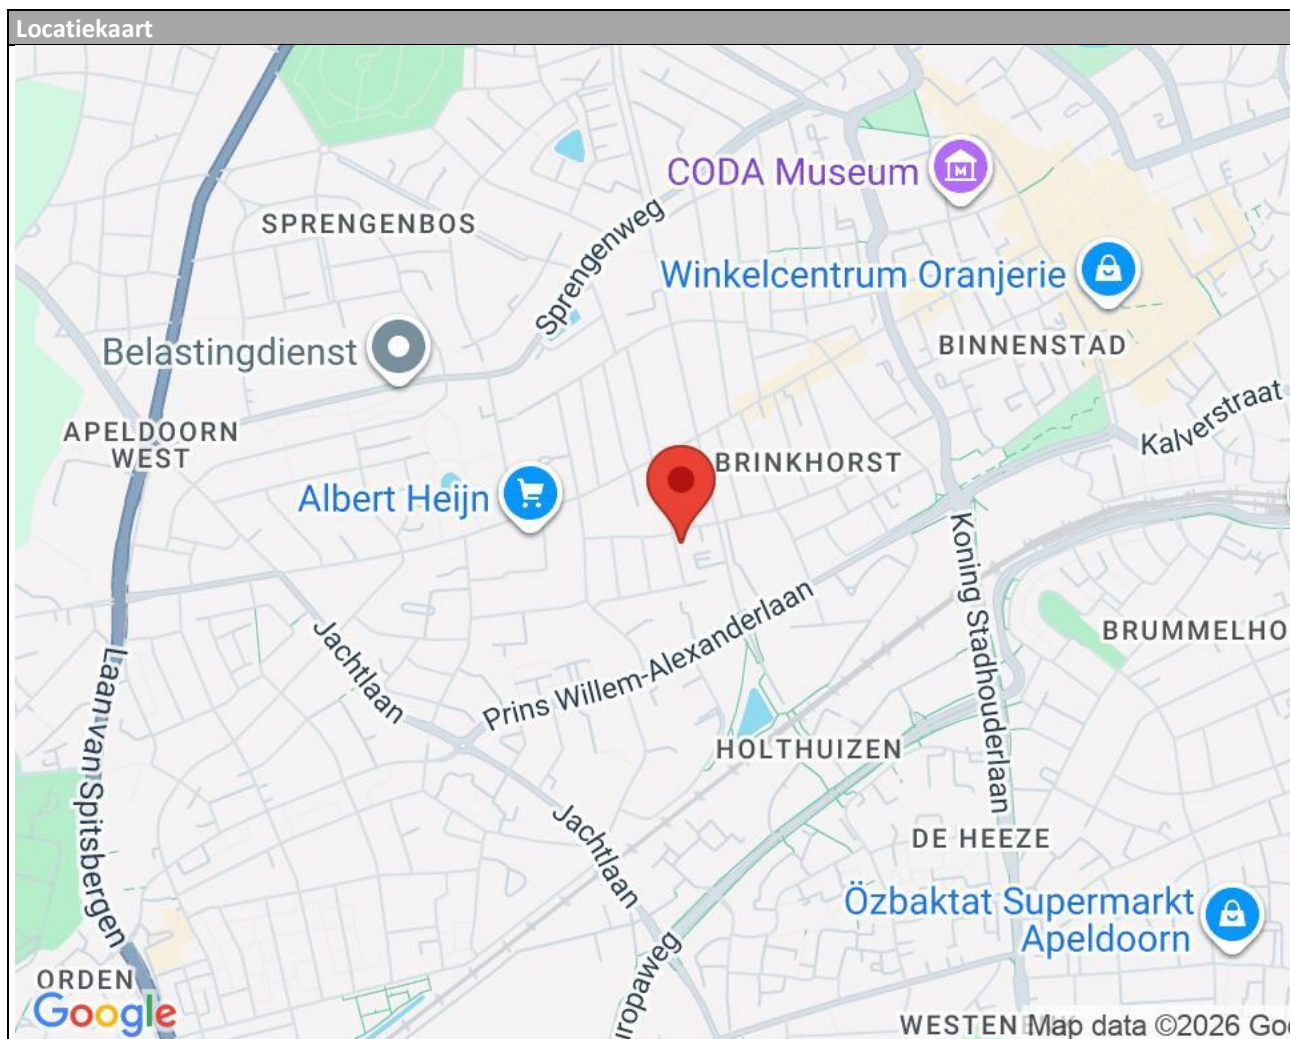 Locatiekaart
CODA Museum
SPRENGENBOS
Sprengenweg
Winkelcentrum Oranjerie
Belastingdienst
BINNENSTAD
Kalverstraat
APELDOORN
WEST
BRINKHORST
Albert Heijn
Koning Stadhouderlaan
Prins Willem-Alexanderlaan
Jachtlaan
BRUMMELHO
Laan van Spitsbergen
HOLTHUIZEN
Jachtlaan
DE HEEZE
Özbaktat Supermarkt
Apeldoorn
ORDEN
Google
uropaweg
WESTEN
Map data ©2026 Goo